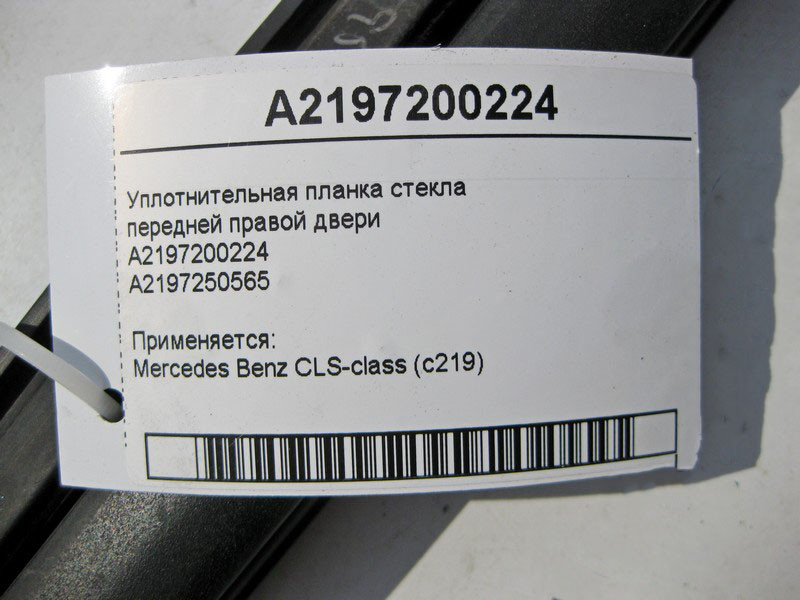 A2197200224
Уплотнительная планка стекла
передней правой двери
A2197200224
A2197250565
Применяется:
Mercedes Benz CLS-class (c219)